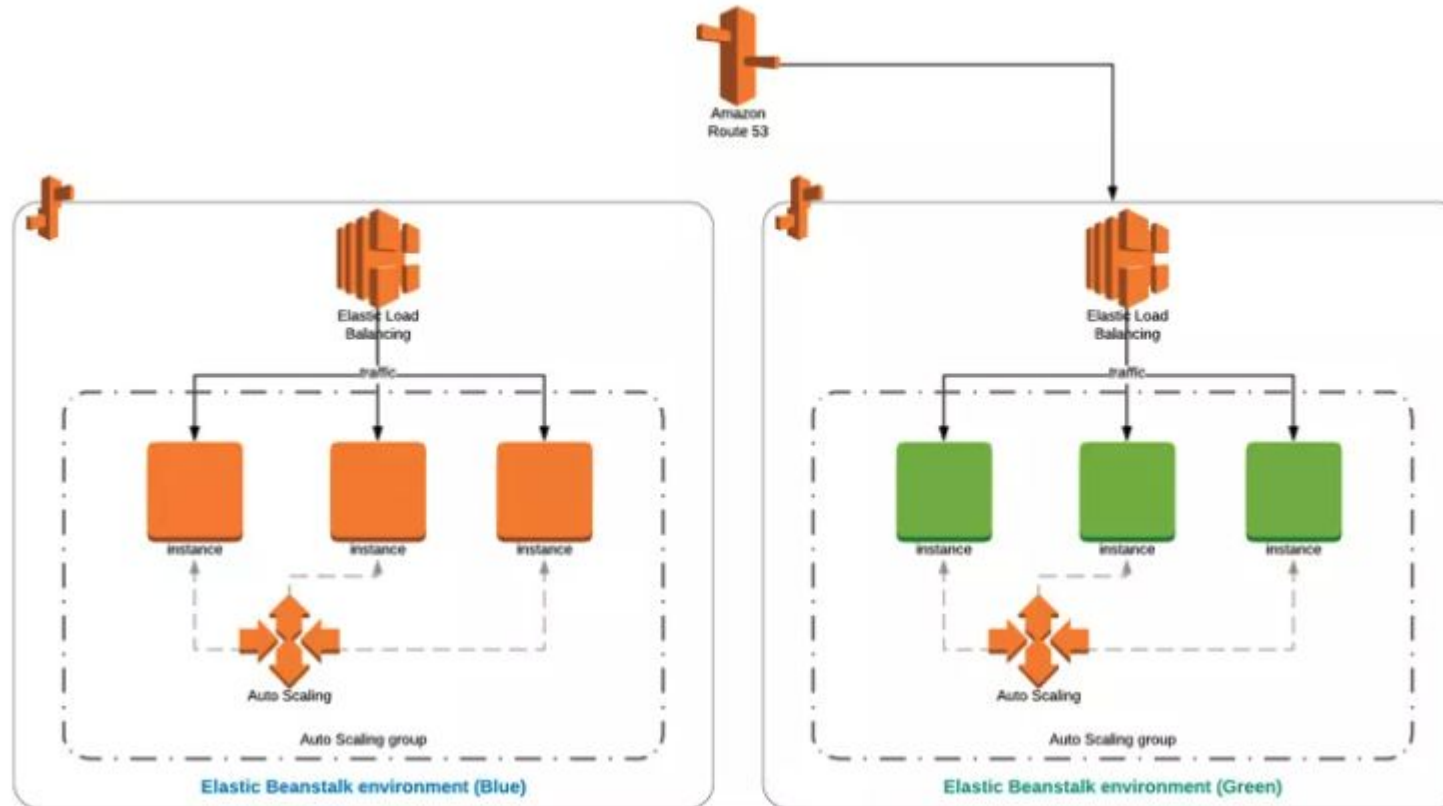 Amazon
Route 53
Elastic Load
Balancing
traffic
instance
instance
instance
Auto Scaling
Auto Scaling group
Elastic Beanstalk environment (Blue)
Elastic Load
Balancing
traffic
instance
instance
instance
Auto Scaling
Auto Scaling group
Elastic Beanstalk environment (Green)